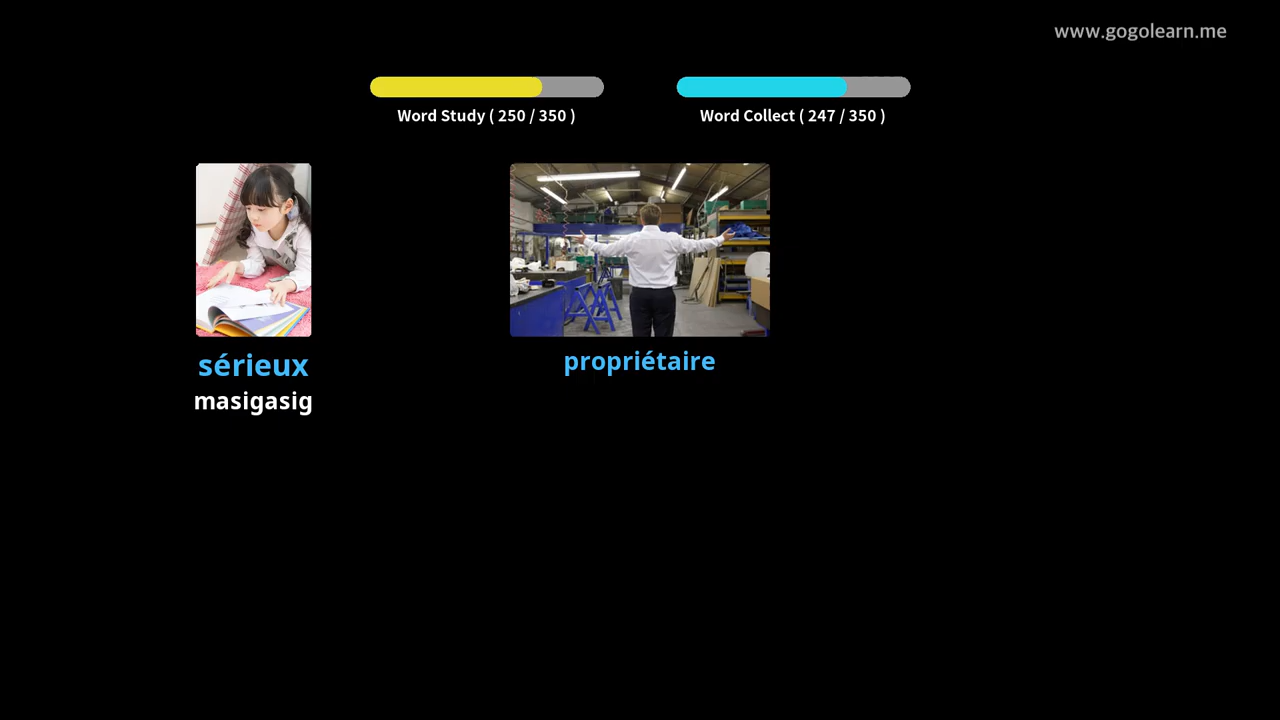 www.gogolearn.me
Word Study ( 250 / 350 )
Word Collect ( 247 / 350 )
sérieux
masigasig
propriétaire